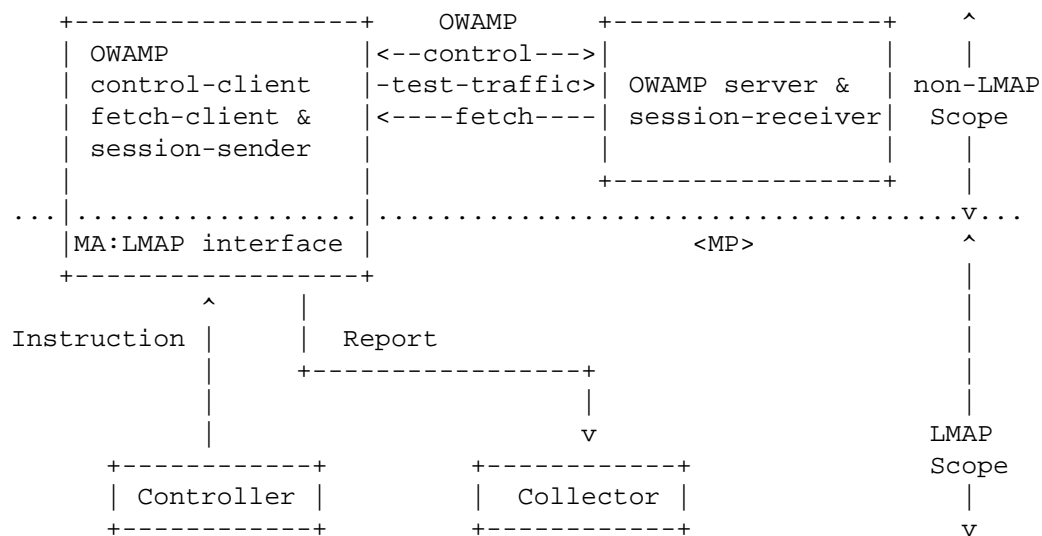 +------------------+    OWAMP    +-----------------+     ^
| OWAMP            |<--control--->|                 |     |
| control-client   |-test-traffic>| OWAMP server &  | non-LMAP
| fetch-client &   |<----fetch----| session-receiver|  Scope
| session-sender   |              |                 |     |
|                  |              +-----------------+     |
...|..................|.....................................v...
|MA:LMAP interface |                    <MP>             ^
+------------------+                                     |
^     |                                           |
Instruction |     |  Report                                   |
|     +-----------------+                         |
|                       |                         |
|                       v                       LMAP
+------------+          +------------+               Scope
| Controller |          |  Collector |                 |
+------------+          +------------+                 v